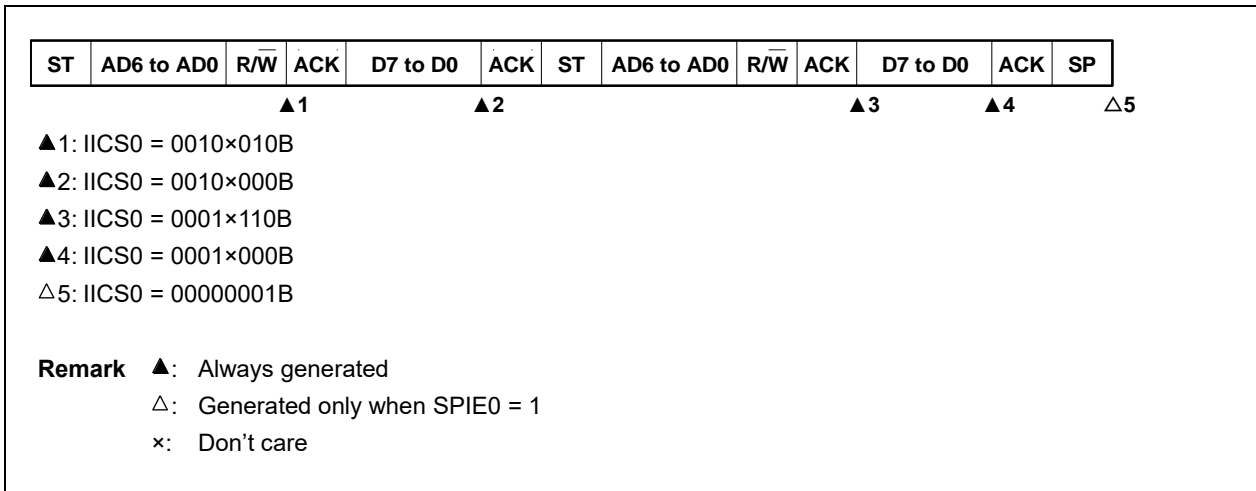 ST AD6 to AD0 R/W̅ ACK D7 to D0 ACK ST AD6 to AD0 R/W̅ ACK D7 to D0 ACK SP
▲1 ▲2 ▲3 ▲4 △5
▲1: IICS0 = 0010×010B
▲2: IICS0 = 0010×000B
▲3: IICS0 = 0001×110B
▲4: IICS0 = 0001×000B
△5: IICS0 = 00000001B
Remark ▲: Always generated
△: Generated only when SPIE0 = 1
×: Don’t care